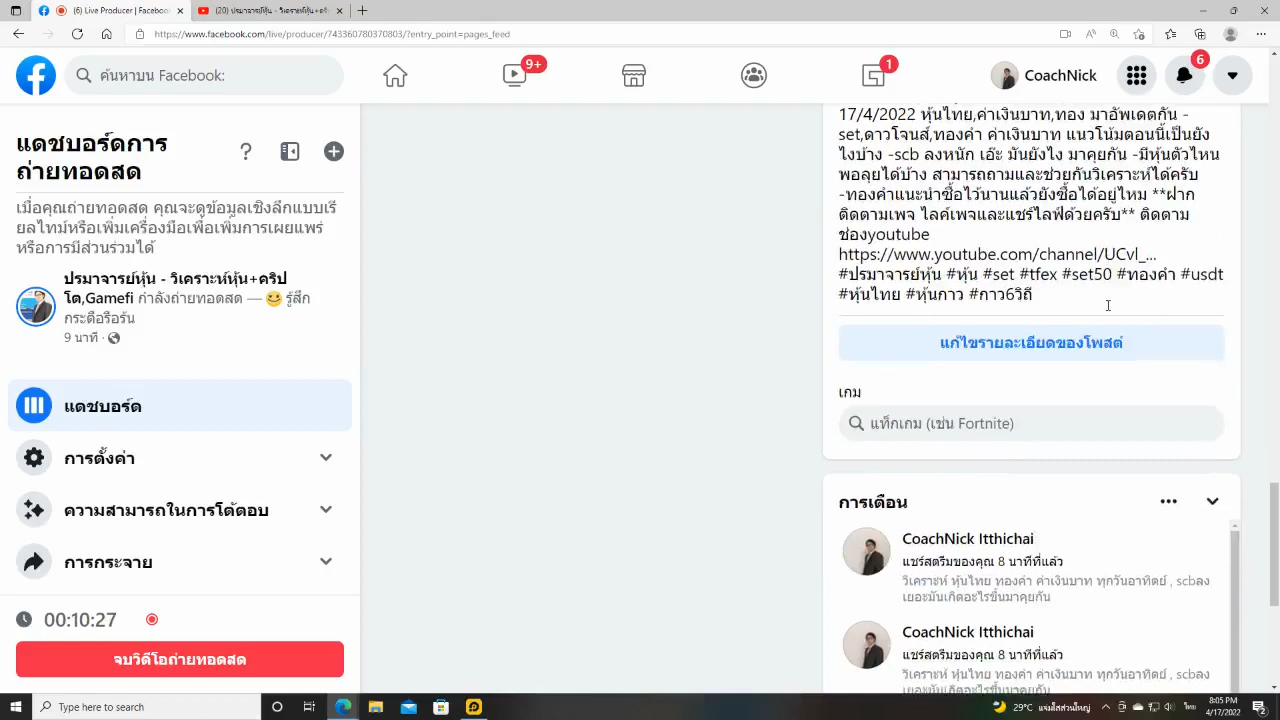 (6) Live Producer | Facebook
(20) ปรมาจารย์หุ้น - วิเคราะห์หุ้น+ค
https://www.facebook.com/live/producer/743360780370803/?entry_point=pages_feed
ค้นหาบน Facebook:
9+
1
CoachNick
6
แดชบอร์ดการ
ถ่ายทอดสด
เมื่อคุณถ่ายทอดสด คุณจะดูข้อมูลเชิงลึกแบบเรี
ยลไทม์หรือเพิ่มเครื่องมือเพื่อเพิ่มการเผยแพร่
หรือการมีส่วนร่วมได้
ปรมาจารย์หุ้น - วิเคราะห์หุ้น+คริป
โต,Gamefi กำลังถ่ายทอดสด — 😆 รู้สึก
กระตือรือร้น
9 นาที ·
แดชบอร์ด
การตั้งค่า
ความสามารถในการโต้ตอบ
การกระจาย
00:10:27
จบวิดีโอถ่ายทอดสด
17/4/2022 หุ้นไทย,ค่าเงินบาท,ทอง มาอัพเดตกัน -
set,ดาวโจนส์,ทองคำ ค่าเงินบาท แนวโน้มตอนนี้เป็นยัง
ไงบ้าง -scb ลงหนัก เอ๊ะ มันยังไง มาคุยกัน -มีหุ้นตัวไหน
พอลุยได้บ้าง สามารถถามและช่วยกันวิเคราะห์ได้ครับ
-ทองคำแนะนำซื้อไว้นานแล้วยังซื้อได้อยู่ไหม **ฝาก
ติดตามเพจ ไลค์เพจและแชร์ไลฟ์ด้วยครับ** ติดตาม
ช่องyoutube
https://www.youtube.com/channel/UCvl_...
#ปรมาจารย์หุ้น #หุ้น #set #tfex #set50 #ทองคำ #usdt
#หุ้นไทย #หุ้นกาว #กาว6วิถี
แก้ไขรายละเอียดของโพสต์
เกม
แท็กเกม (เช่น Fortnite)
การเตือน
CoachNick Itthichai
แชร์สตรีมของคุณ 8 นาทีที่แล้ว
วิเคราะห์ หุ้นไทย ทองคำ ค่าเงินบาท ทุกวันอาทิตย์ , scbลง
เยอะมันเกิดอะไรขึ้นมาคุยกัน
CoachNick Itthichai
แชร์สตรีมของคุณ 8 นาทีที่แล้ว
วิเคราะห์ หุ้นไทย ทองคำ ค่าเงินบาท ทุกวันอาทิตย์ , scbลง
เยอะมันเกิดอะไรขึ้นมาคุยกัน
Type here to search
29°C แดดส่วนใหญ่
ไทย
8:05 PM
4/17/2022
2